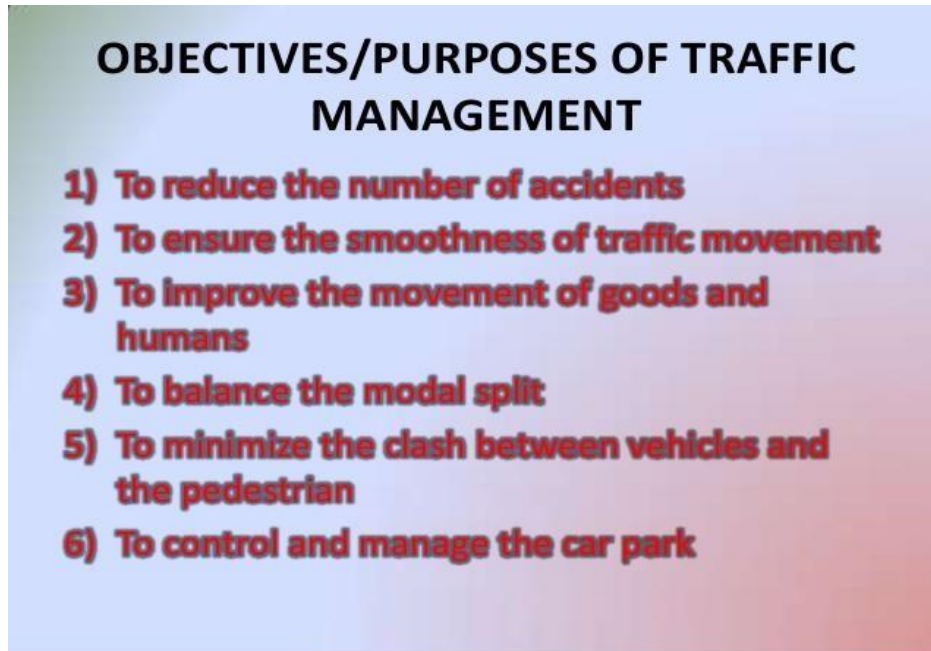 OBJECTIVES/PURPOSES OF TRAFFIC
MANAGEMENT
1) To reduce the number of accidents
2) To ensure the smoothness of traffic movement
3) To improve the movement of goods and
humans
4) To balance the modal split
5) To minimize the clash between vehicles and
the pedestrian
6) To control and manage the car park